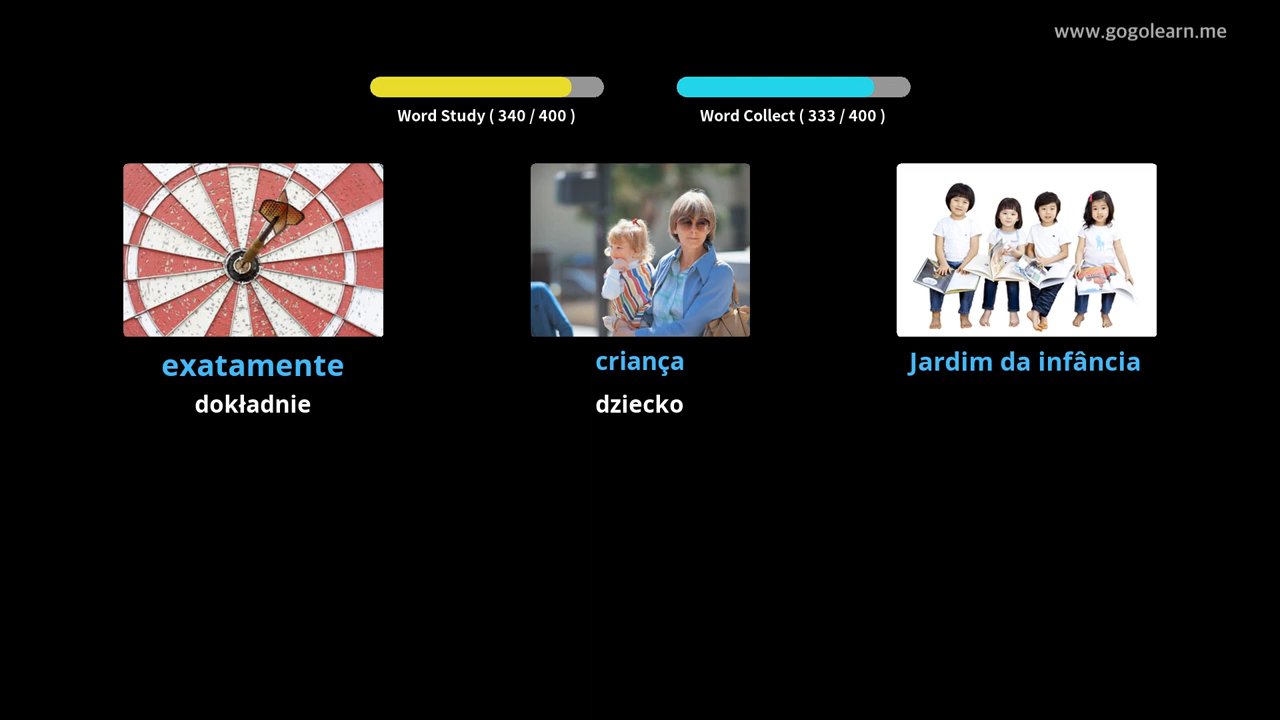 www.gogolearn.me
Word Study ( 340 / 400 )
Word Collect ( 333 / 400 )
exatamente
dokładnie
criança
dziecko
Jardim da infância